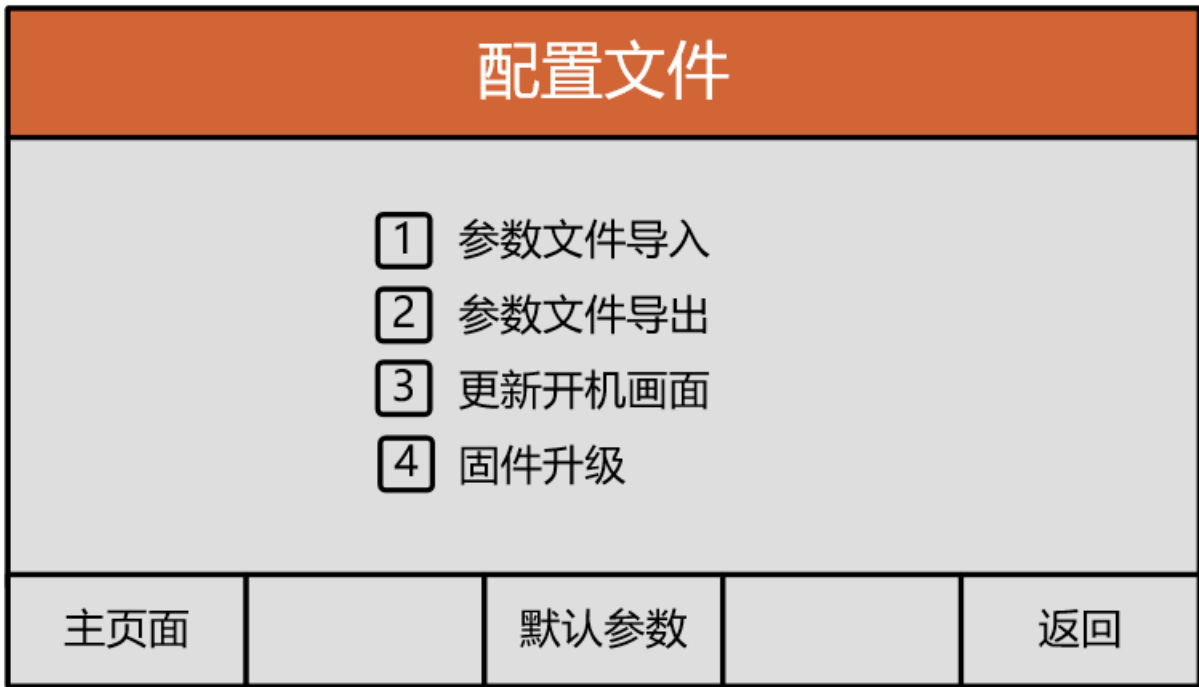 配置文件
1 参数文件导入
2 参数文件导出
3 更新开机画面
4 固件升级
主页面 默认参数 返回